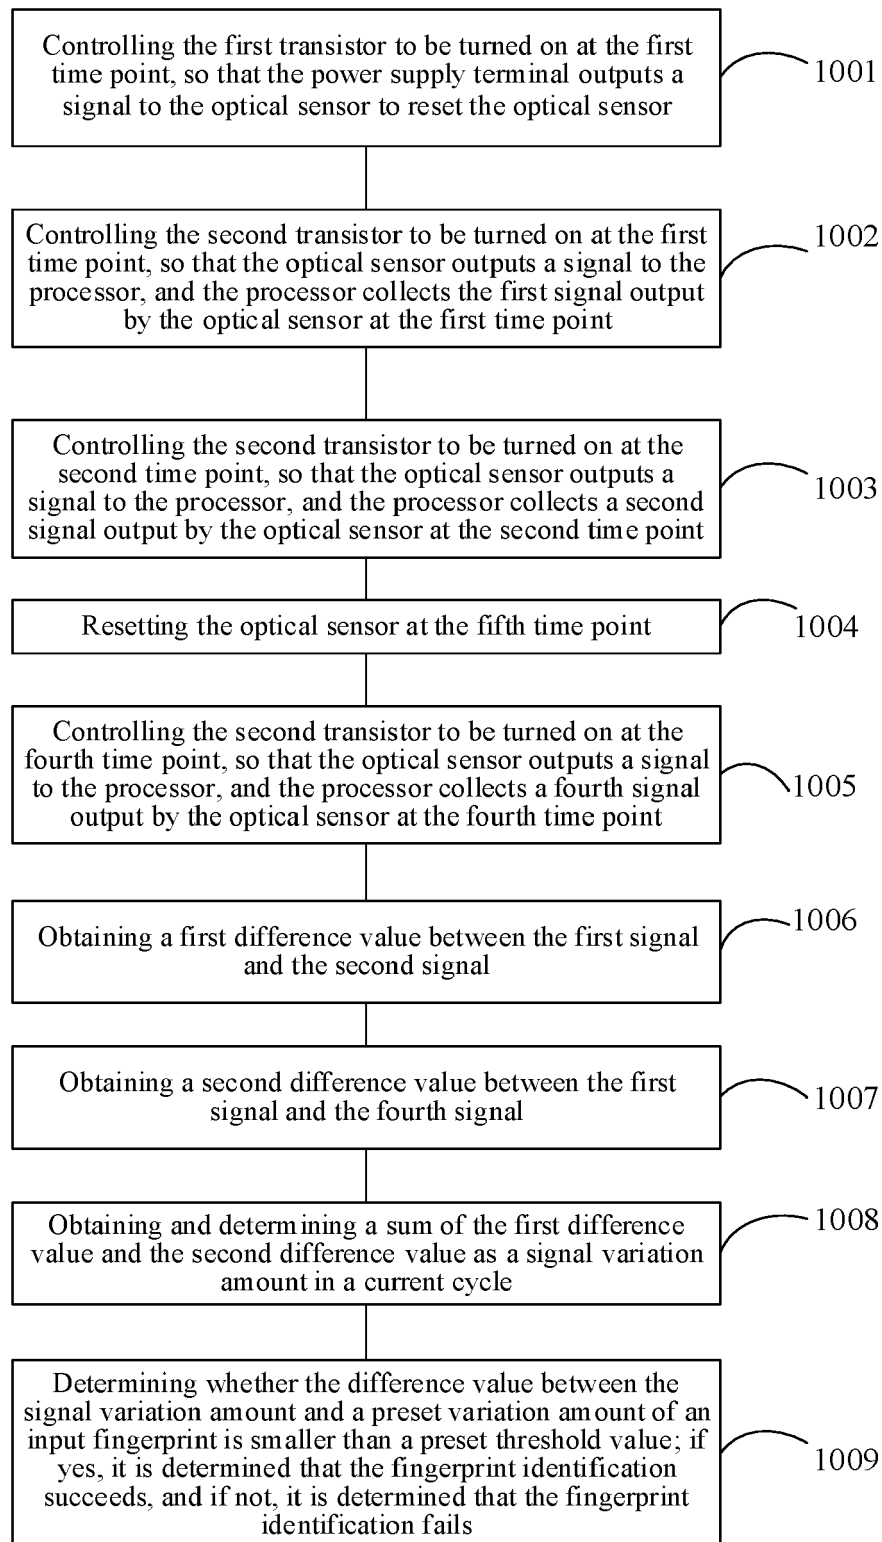 Controlling the first transistor to be turned on at the first
time point, so that the power supply terminal outputs a
signal to the optical sensor to reset the optical sensor
1001
Controlling the second transistor to be turned on at the first
time point, so that the optical sensor outputs a signal to the
processor, and the processor collects the first signal output
by the optical sensor at the first time point
1002
Controlling the second transistor to be turned on at the
second time point, so that the optical sensor outputs a
signal to the processor, and the processor collects a second
signal output by the optical sensor at the second time point
1003
Resetting the optical sensor at the fifth time point
1004
Controlling the second transistor to be turned on at the
fourth time point, so that the optical sensor outputs a signal
to the processor, and the processor collects a fourth signal
output by the optical sensor at the fourth time point
1005
Obtaining a first difference value between the first signal
and the second signal
1006
Obtaining a second difference value between the first
signal and the fourth signal
1007
Obtaining and determining a sum of the first difference
value and the second difference value as a signal variation
amount in a current cycle
1008
Determining whether the difference value between the
signal variation amount and a preset variation amount of an
input fingerprint is smaller than a preset threshold value; if
yes, it is determined that the fingerprint identification
succeeds, and if not, it is determined that the fingerprint
identification fails
1009